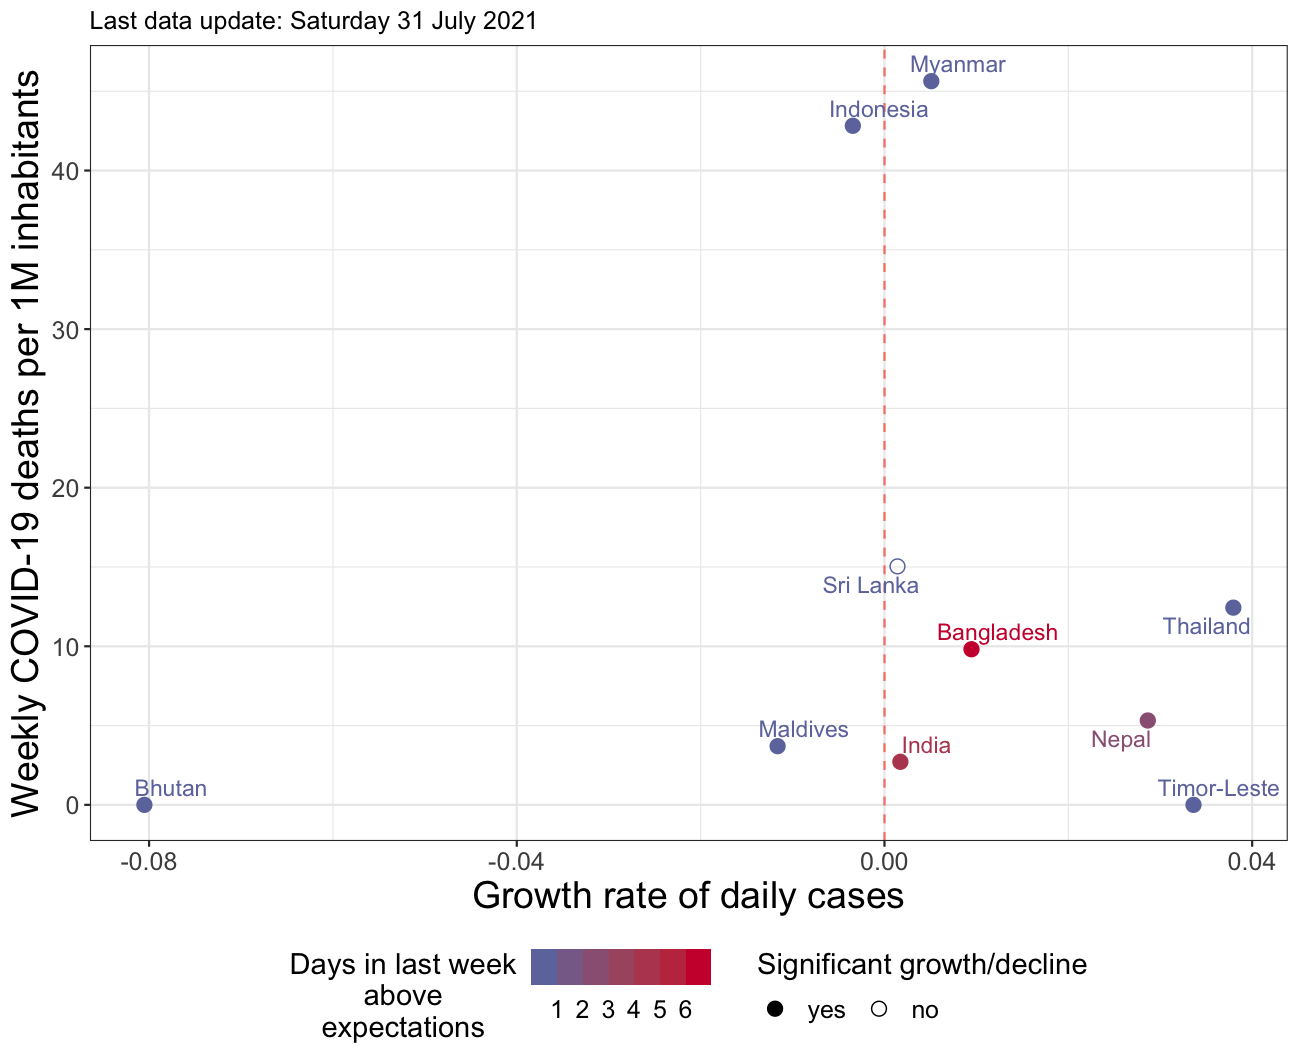 Last data update: Saturday 31 July 2021
Weekly COVID-19 deaths per 1M inhabitants
40
30
20
10
0
Myanmar
Indonesia
Sri Lanka
Thailand
Bangladesh
Maldives
India
Nepal
Bhutan
Timor-Leste
-0.08
-0.04
0.00
0.04
Growth rate of daily cases
Days in last week
above
expectations
1 2 3 4 5 6
Significant growth/decline
yes
no